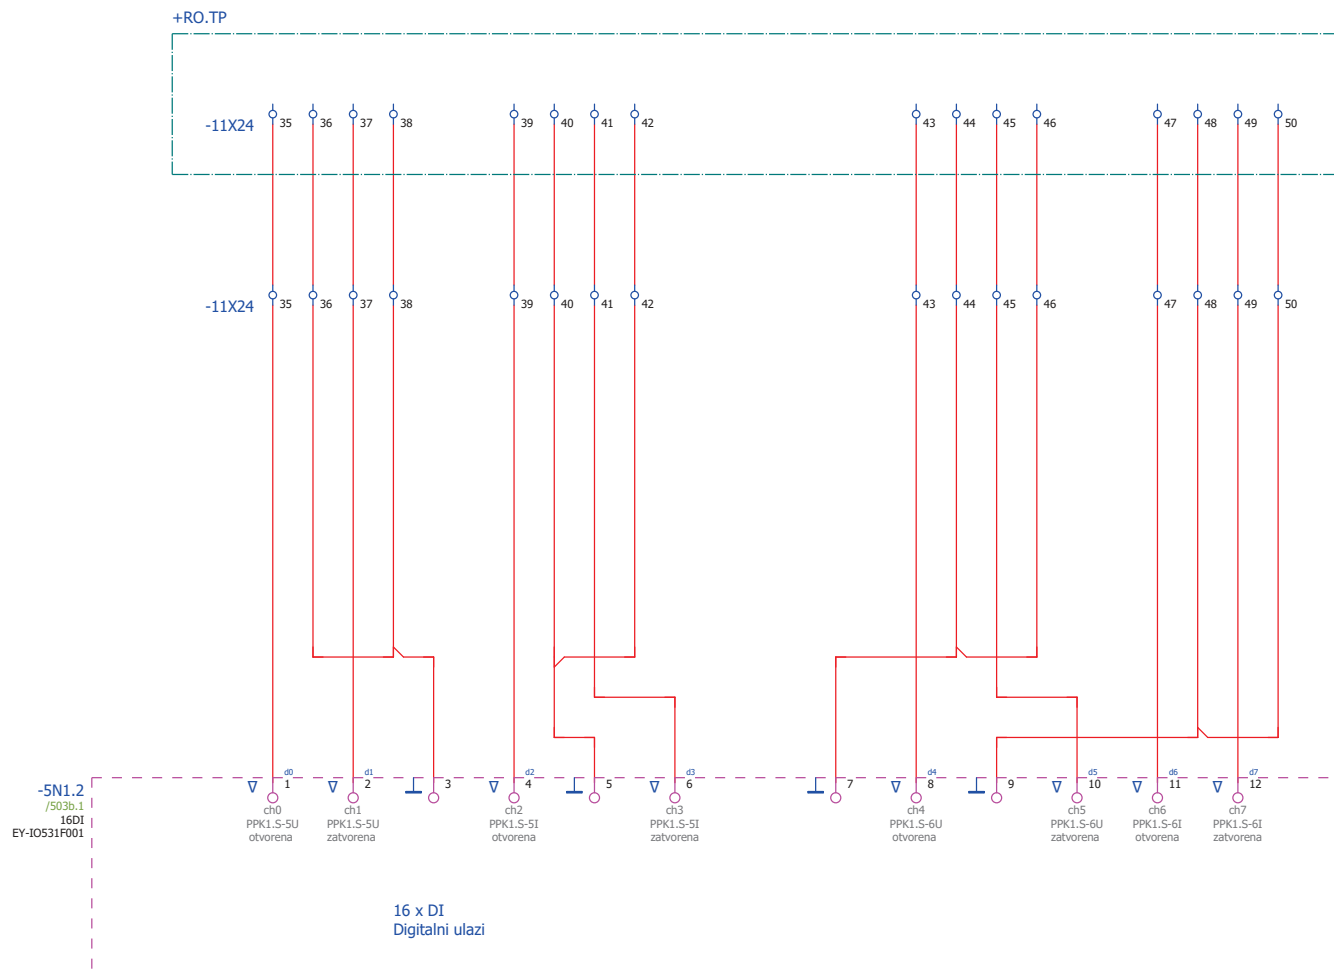 +RO.TP
-11X24 35 36 37 38 39 40 41 42 43 44 45 46 47 48 49 50
-11X24 35 36 37 38 39 40 41 42 43 44 45 46 47 48 49 50
d0 d1 d2 d3 d4 d5 d6 d7
1 2 3 4 5 6 7 8 9 10 11 12
-5N1.2
/503b.1
16DI
EY-IO531F001
ch0
PPK1.S-5U
otvorena
ch1
PPK1.S-5U
zatvorena
ch2
PPK1.S-5I
otvorena
ch3
PPK1.S-5I
zatvorena
ch4
PPK1.S-6U
otvorena
ch5
PPK1.S-6U
zatvorena
ch6
PPK1.S-6I
otvorena
ch7
PPK1.S-6I
zatvorena
16 x DI
Digitalni ulazi